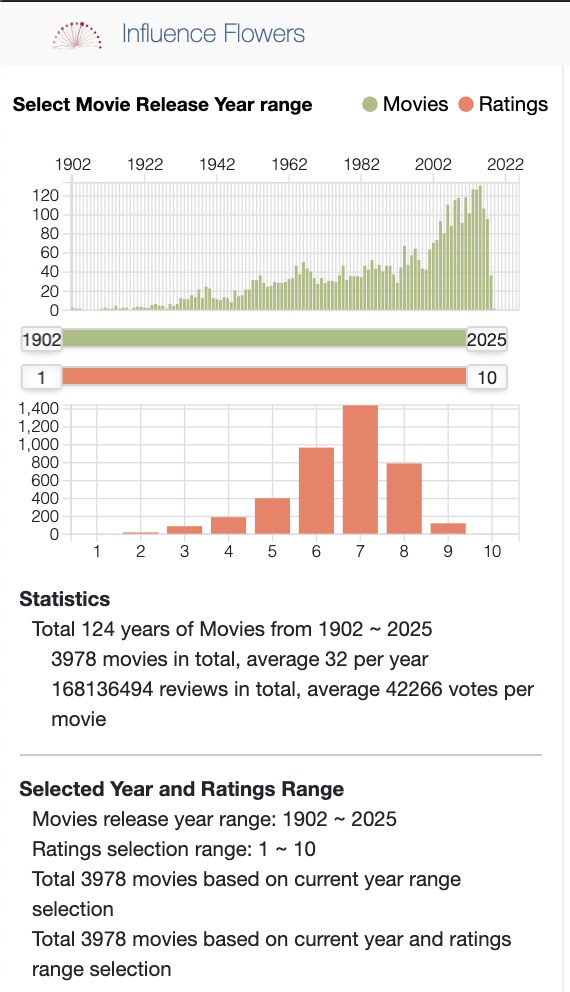 Influence Flowers
Select Movie Release Year range
Movies Ratings
1902 1922 1942 1962 1982 2002 2022
120
100
80
60
40
20
0
1902 2025
1 10
1,400
1,200
1,000
800
600
400
200
0
1 2 3 4 5 6 7 8 9 10
Statistics
Total 124 years of Movies from 1902 ~ 2025
3978 movies in total, average 32 per year
168136494 reviews in total, average 42266 votes per
movie
Selected Year and Ratings Range
Movies release year range: 1902 ~ 2025
Ratings selection range: 1 ~ 10
Total 3978 movies based on current year range
selection
Total 3978 movies based on current year and ratings
range selection